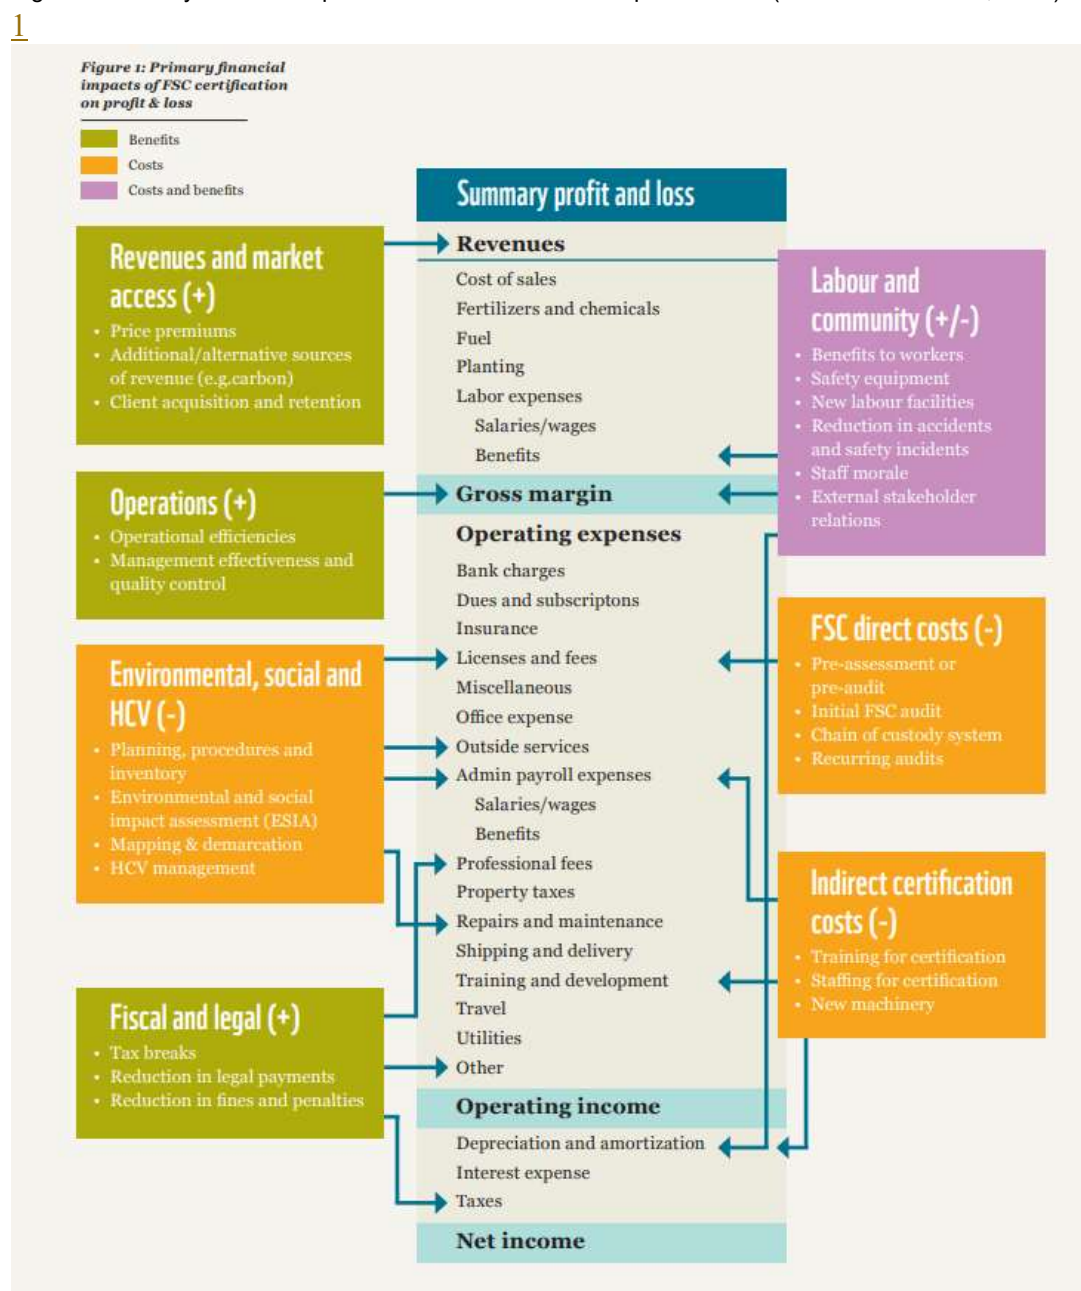 1
Figure 1: Primary financial
impacts of FSC certification
on profit & loss
Benefits
Costs
Costs and benefits
Summary profit and loss
Revenues
Cost of sales
Fertilizers and chemicals
Fuel
Planting
Labor expenses
Salaries/wages
Benefits
Gross margin
Operating expenses
Bank charges
Dues and subscriptons
Insurance
Licenses and fees
Miscellaneous
Office expense
Outside services
Admin payroll expenses
Salaries/wages
Benefits
Professional fees
Property taxes
Repairs and maintenance
Shipping and delivery
Training and development
Travel
Utilities
Other
Operating income
Depreciation and amortization
Interest expense
Taxes
Net income
Revenues and market
access (+)
• Price premiums
• Additional/alternative sources
of revenue (e.g.carbon)
• Client acquisition and retention
Operations (+)
• Operational efficiencies
• Management effectiveness and
quality control
Environmental, social and
HCV (-)
• Planning, procedures and
inventory
• Environmental and social
impact assessment (ESIA)
• Mapping & demarcation
• HCV management
Fiscal and legal (+)
• Tax breaks
• Reduction in legal payments
• Reduction in fines and penalties
Labour and
community (+/-)
• Benefits to workers
• Safety equipment
• New labour facilities
• Reduction in accidents
and safety incidents
• Staff morale
• External stakeholder
relations
FSC direct costs (-)
• Pre-assessment or
pre-audit
• Initial FSC audit
• Chain of custody system
• Recurring audits
Indirect certification
costs (-)
• Training for certification
• Staffing for certification
• New machinery